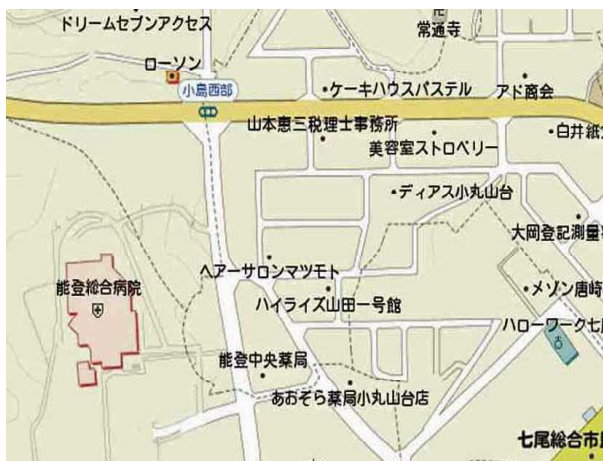 ドリームセブンアクセス
常通寺
ローソン
小島西部
ケーキハウスパステル
アド商会
山本恵三税理士事務所
美容室ストロベリー
白井紙
ディアス小丸山台
大岡登記測量
ヘアーサロンマツモト
能登総合病院
ハイライズ山田一号館
メゾン唐崎
ハローワーク七
能登中央薬局
あおぞら薬局小丸山台店
七尾総合市